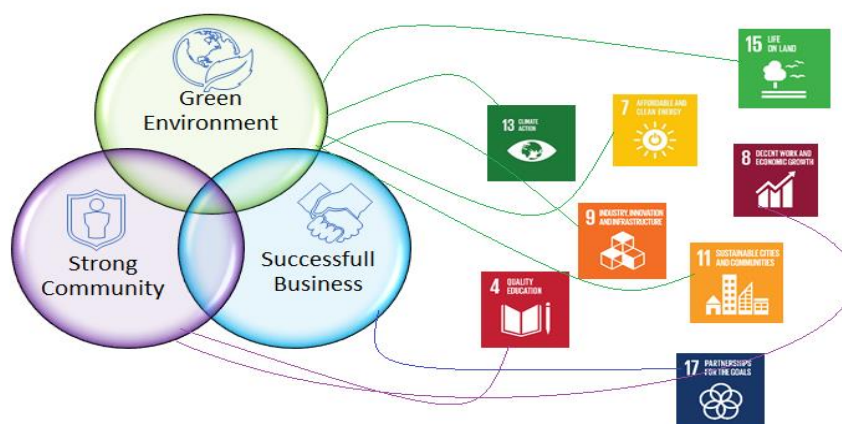 Green
Environment
Strong
Community
Successfull
Business
15 LIFE
ON LAND
13 CLIMATE
ACTION
7 AFFORDABLE AND
CLEAN ENERGY
8 DECENT WORK AND
ECONOMIC GROWTH
9 INDUSTRY, INNOVATION
AND INFRASTRUCTURE
11 SUSTAINABLE CITIES
AND COMMUNITIES
4 QUALITY
EDUCATION
17 PARTNERSHIPS
FOR THE GOALS